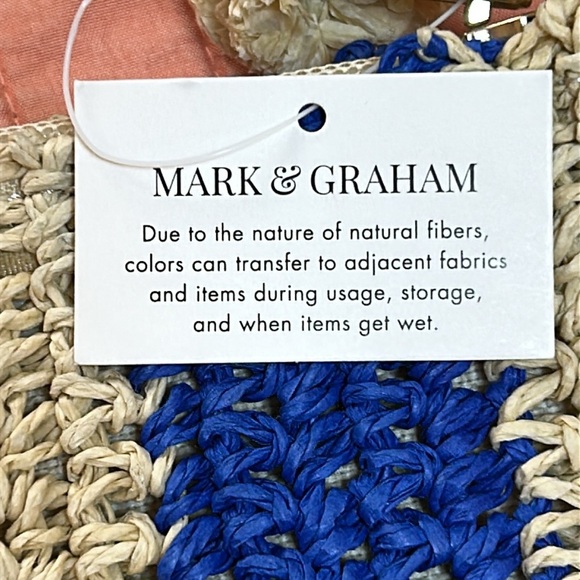 MARK & GRAHAM
Due to the nature of natural fibers,
colors can transfer to adjacent fabrics
and items during usage, storage,
and when items get wet.